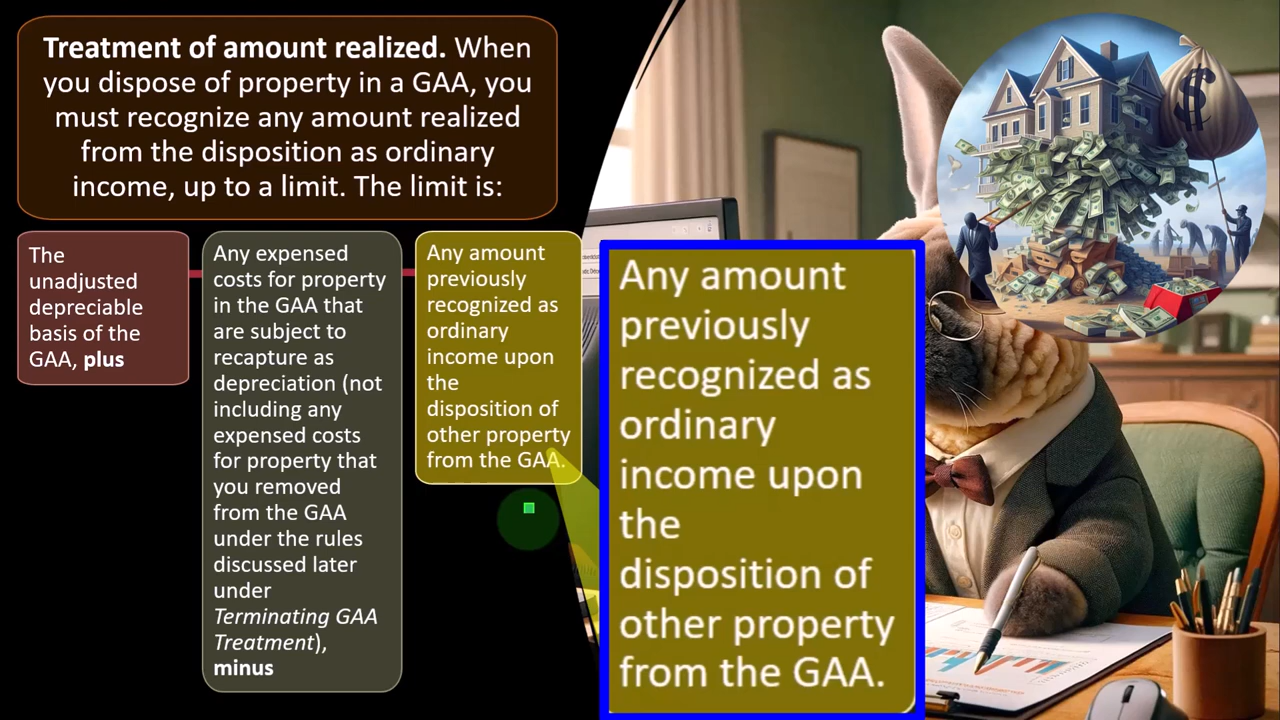 Treatment of amount realized. When
you dispose of property in a GAA, you
must recognize any amount realized
from the disposition as ordinary
income, up to a limit. The limit is:
The
unadjusted
depreciable
basis of the
GAA, plus
Any expensed
costs for property
in the GAA that
are subject to
recapture as
depreciation (not
including any
expensed costs
for property that
you removed
from the GAA
under the rules
discussed later
under
Terminating GAA
Treatment),
minus
Any amount
previously
recognized as
ordinary
income upon
the
disposition of
other property
from the GAA.
Any amount
previously
recognized as
ordinary
income upon
the
disposition of
other property
from the GAA.
$